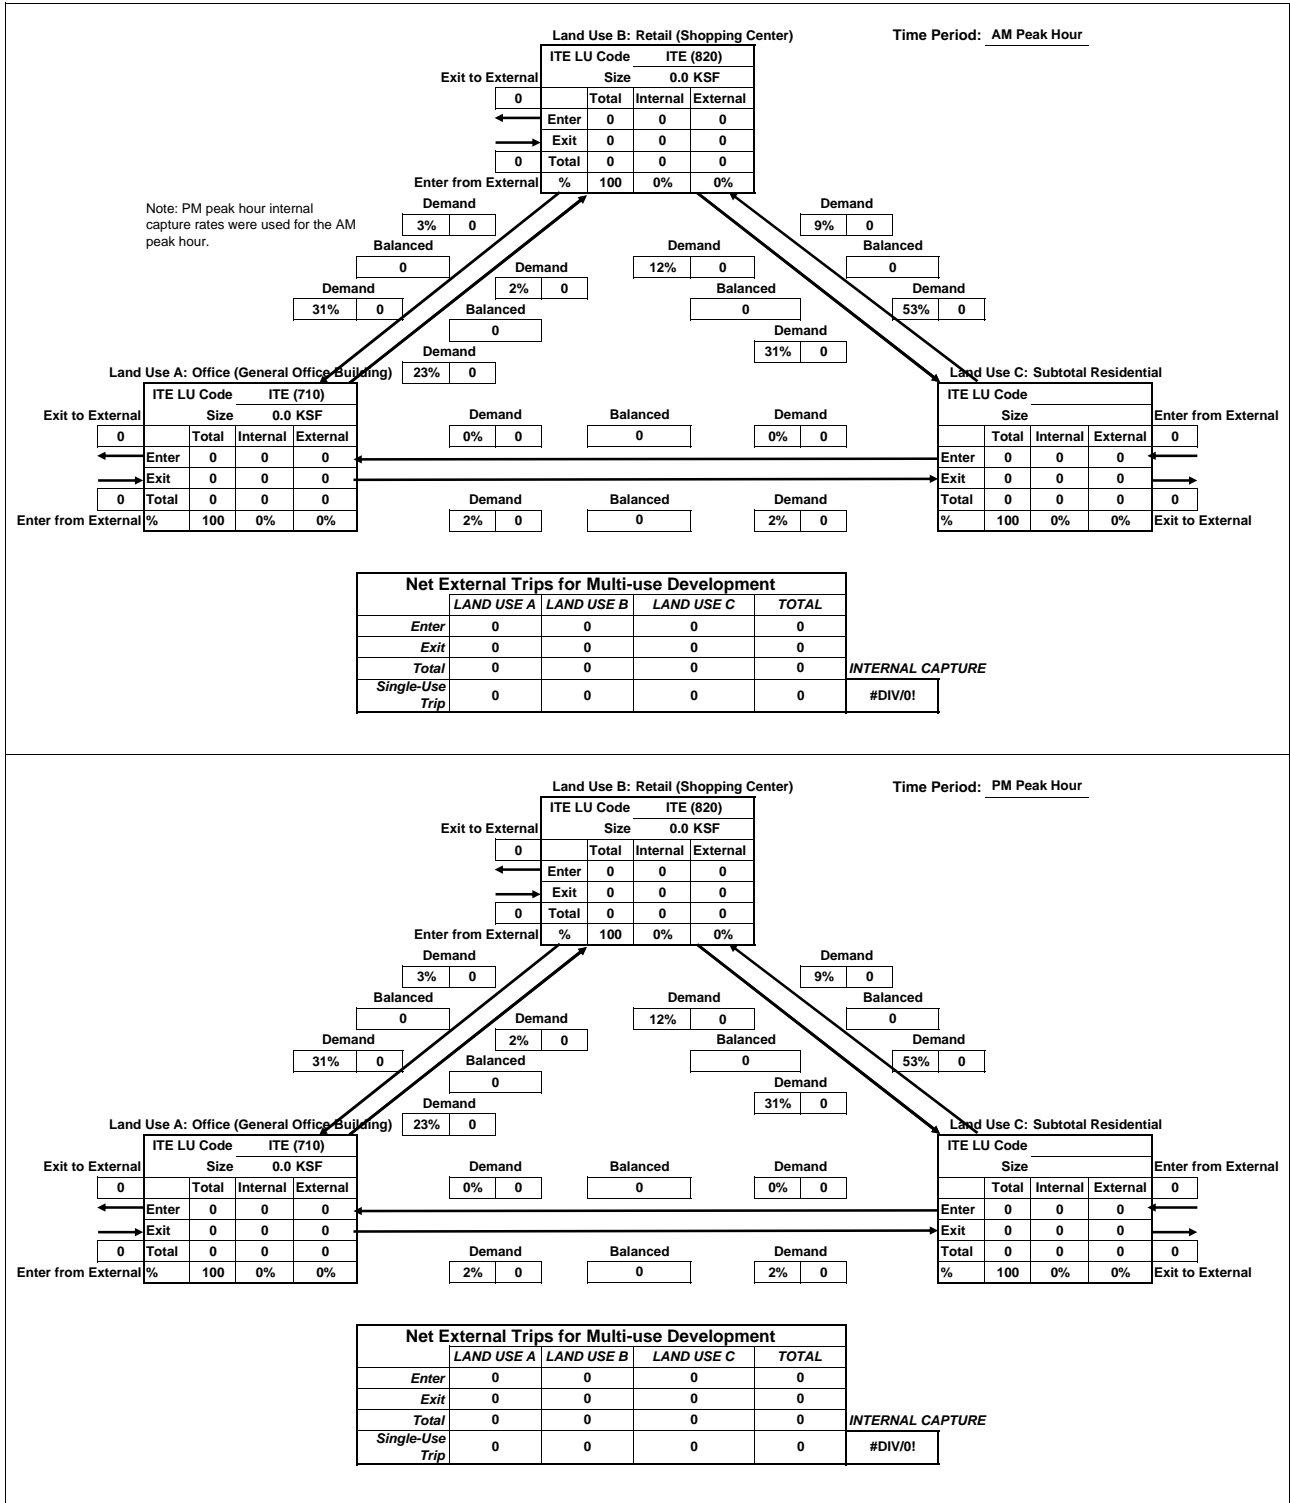 Land Use B: Retail (Shopping Center) Time Period: AM Peak Hour
ITE LU Code ITE (820)
Exit to External Size 0.0 KSF
0 Total Internal External
Enter 0 0 0
Exit 0 0 0
0 Total 0 0 0
Enter from External % 100 0% 0%
Note: PM peak hour internal
capture rates were used for the AM
peak hour.
Demand Demand
3% 0 9% 0
Balanced Demand Balanced
0 12% 0 0
Demand
2% 0
Demand Balanced Demand
31% 0 0 53% 0
Balanced
0
Demand
31% 0
Demand
23% 0
Land Use A: Office (General Office Building) Land Use C: Subtotal Residential
ITE LU Code ITE (710) ITE LU Code
Exit to External Size 0.0 KSF Demand Balanced Demand Size Enter from External
0 Total Internal External 0% 0 0 0% 0 Total Internal External 0
Enter 0 0 0 Enter 0 0 0
Exit 0 0 0 Exit 0 0 0
0 Total 0 0 0 Demand Balanced Demand Total 0 0 0 0
Enter from External % 100 0% 0% 2% 0 0 2% 0 % 100 0% 0% Exit to External
Net External Trips for Multi-use Development
LAND USE A LAND USE B LAND USE C TOTAL
Enter 0 0 0 0
Exit 0 0 0 0
Total 0 0 0 0 INTERNAL CAPTURE
Single-Use
Trip 0 0 0 0 #DIV/0!
Land Use B: Retail (Shopping Center) Time Period: PM Peak Hour
ITE LU Code ITE (820)
Exit to External Size 0.0 KSF
0 Total Internal External
Enter 0 0 0
Exit 0 0 0
0 Total 0 0 0
Enter from External % 100 0% 0%
Demand Demand
3% 0 9% 0
Balanced Demand Balanced
0 12% 0 0
Demand
2% 0
Demand Balanced Demand
31% 0 0 53% 0
Balanced
0
Demand
31% 0
Demand
23% 0
Land Use A: Office (General Office Building) Land Use C: Subtotal Residential
ITE LU Code ITE (710) ITE LU Code
Exit to External Size 0.0 KSF Demand Balanced Demand Size Enter from External
0 Total Internal External 0% 0 0 0% 0 Total Internal External 0
Enter 0 0 0 Enter 0 0 0
Exit 0 0 0 Exit 0 0 0
0 Total 0 0 0 Demand Balanced Demand Total 0 0 0 0
Enter from External % 100 0% 0% 2% 0 0 2% 0 % 100 0% 0% Exit to External
Net External Trips for Multi-use Development
LAND USE A LAND USE B LAND USE C TOTAL
Enter 0 0 0 0
Exit 0 0 0 0
Total 0 0 0 0 INTERNAL CAPTURE
Single-Use
Trip 0 0 0 0 #DIV/0!